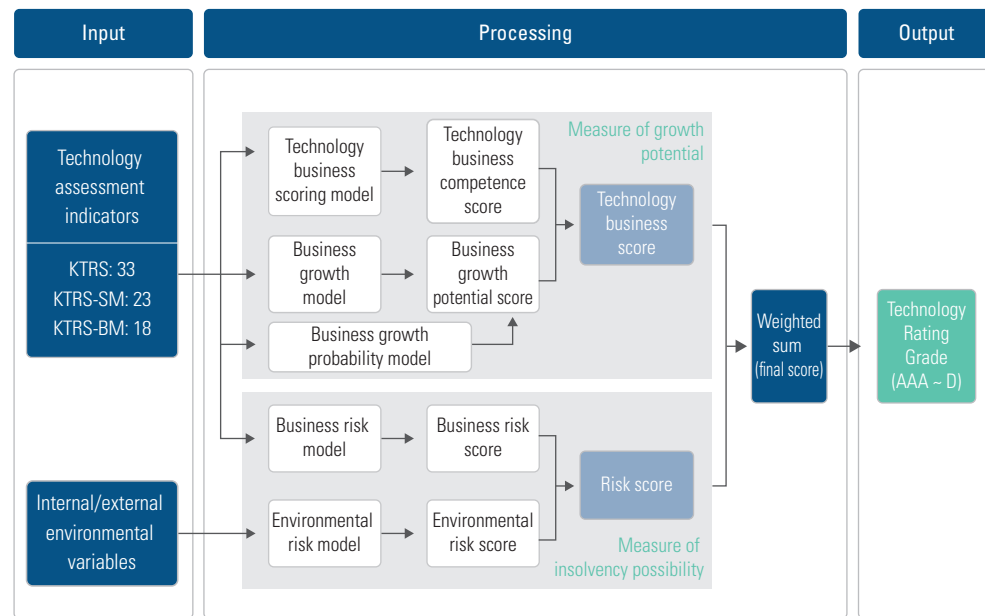 Input
Processing
Output
Technology
assessment
indicators
KTRS: 33
KTRS-SM: 23
KTRS-BM: 18
Internal/external
environmental
variables
Measure of growth
potential
Technology
business
scoring model
Technology
business
competence
score
Business
growth
model
Business
growth
potential score
Business growth
probability model
Technology
business
score
Business risk
model
Business risk
score
Environmental
risk model
Environmental
risk score
Risk score
Measure of
insolvency possibility
Weighted
sum
(final score)
Technology
Rating
Grade
(AAA ~ D)